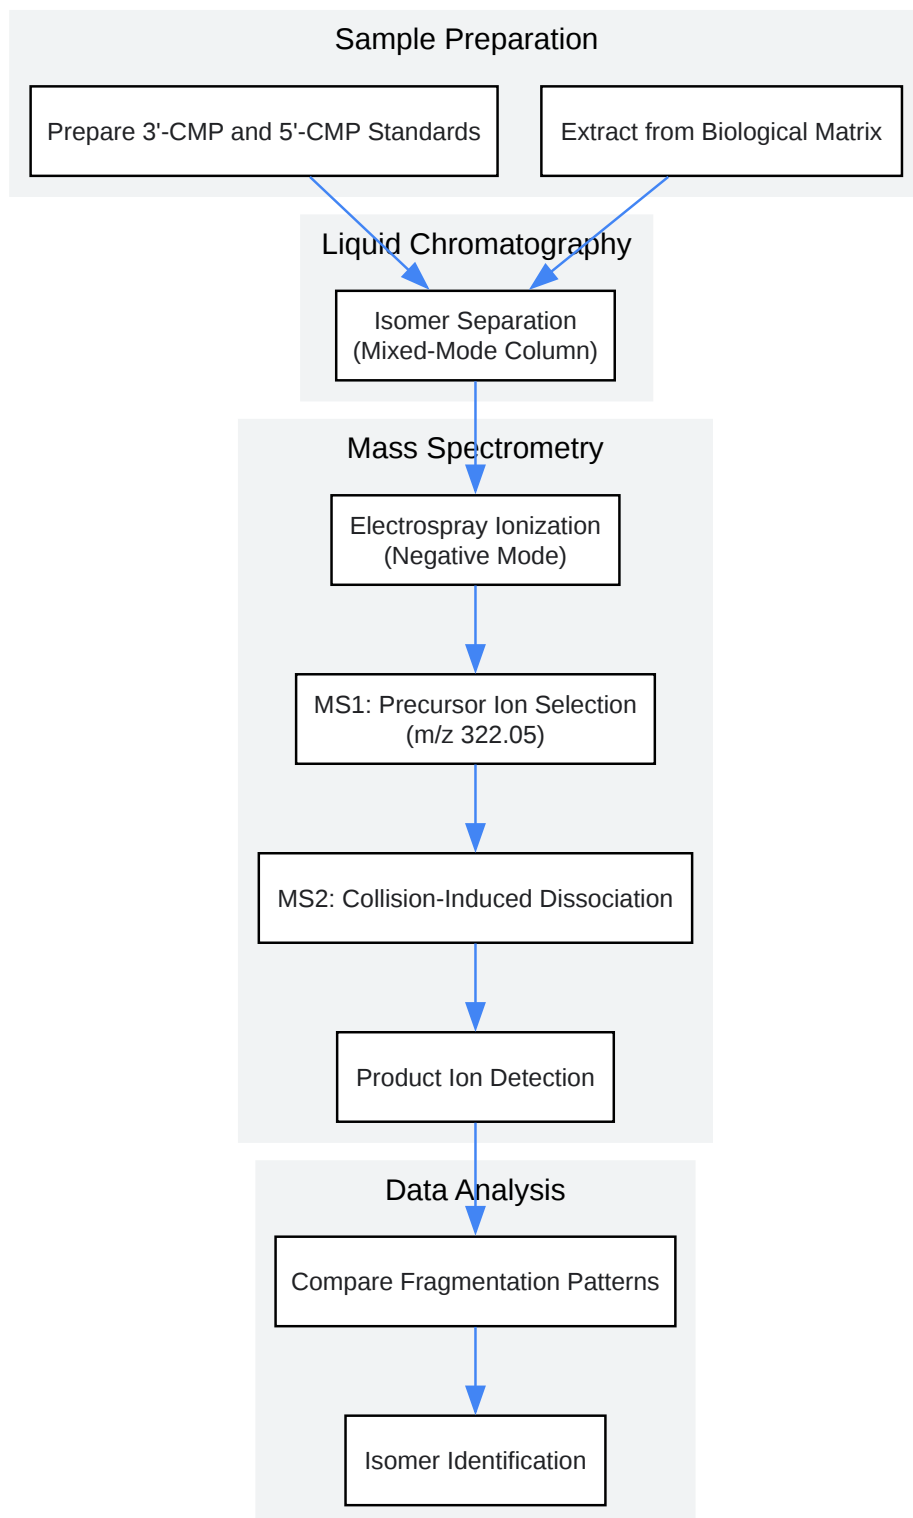 Sample Preparation
Prepare 3'-CMP and 5'-CMP Standards
Extract from Biological Matrix
Liquid Chromatography
Isomer Separation
(Mixed-Mode Column)
Mass Spectrometry
Electrospray Ionization
(Negative Mode)
MS1: Precursor Ion Selection
(m/z 322.05)
MS2: Collision-Induced Dissociation
Product Ion Detection
Data Analysis
Compare Fragmentation Patterns
Isomer Identification